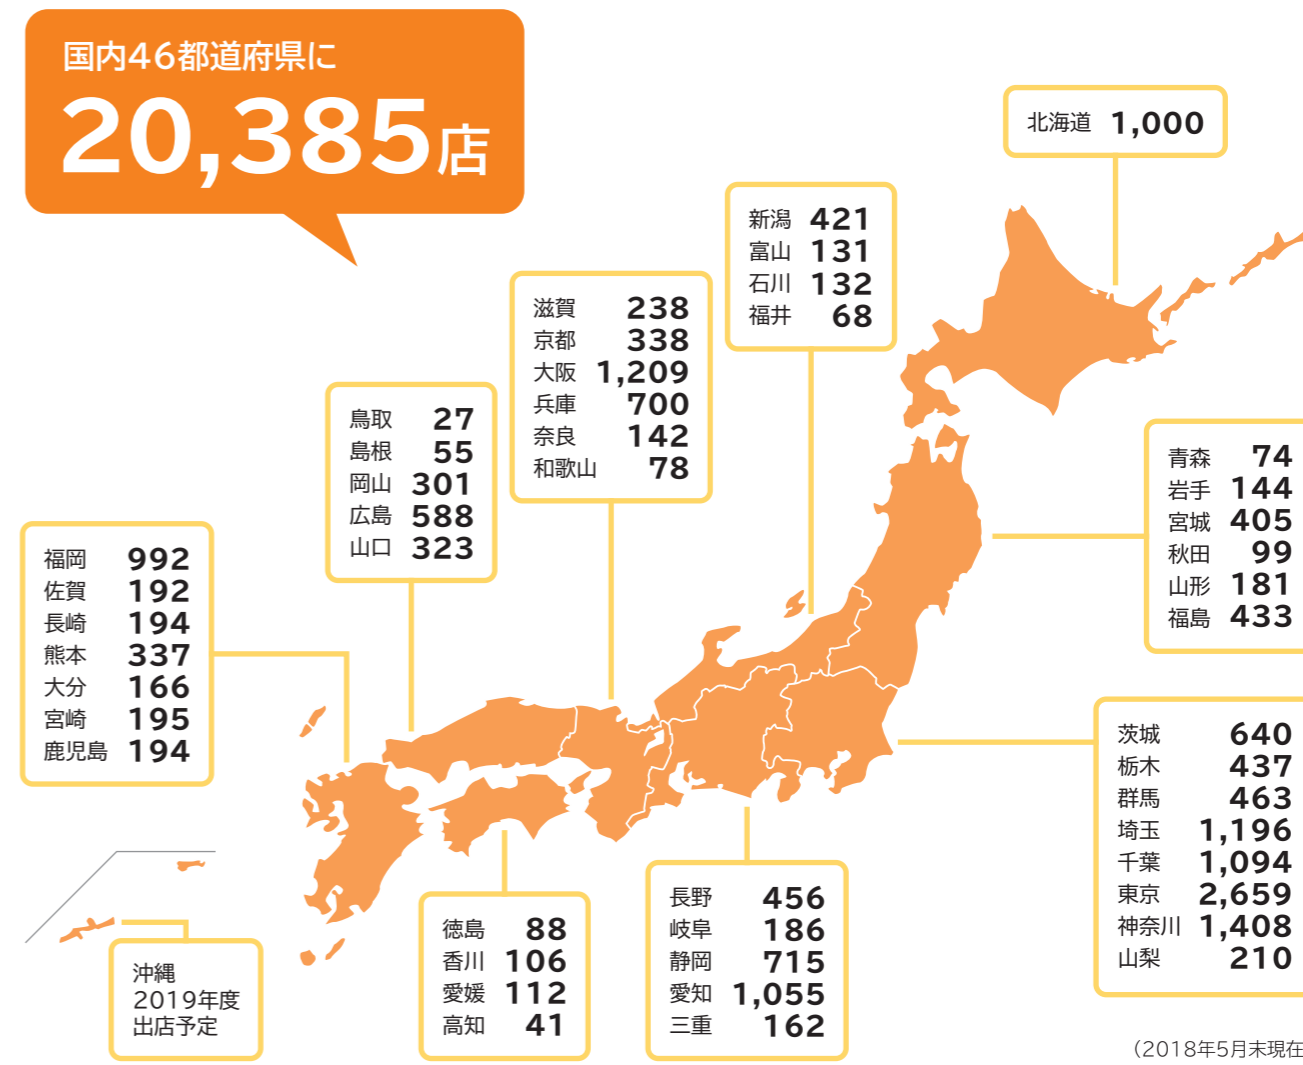 国内46都道府県に
20,385店
北海道 1,000
新潟 421
富山 131
石川 132
福井 68
滋賀 238
京都 338
大阪 1,209
兵庫 700
奈良 142
和歌山 78
鳥取 27
島根 55
岡山 301
広島 588
山口 323
青森 74
岩手 144
宮城 405
秋田 99
山形 181
福島 433
福岡 992
佐賀 192
長崎 194
熊本 337
大分 166
宮崎 195
鹿児島 194
茨城 640
栃木 437
群馬 463
埼玉 1,196
千葉 1,094
東京 2,659
神奈川 1,408
山梨 210
長野 456
岐阜 186
静岡 715
愛知 1,055
三重 162
徳島 88
香川 106
愛媛 112
高知 41
沖縄
2019年度
出店予定
(2018年5月末現在